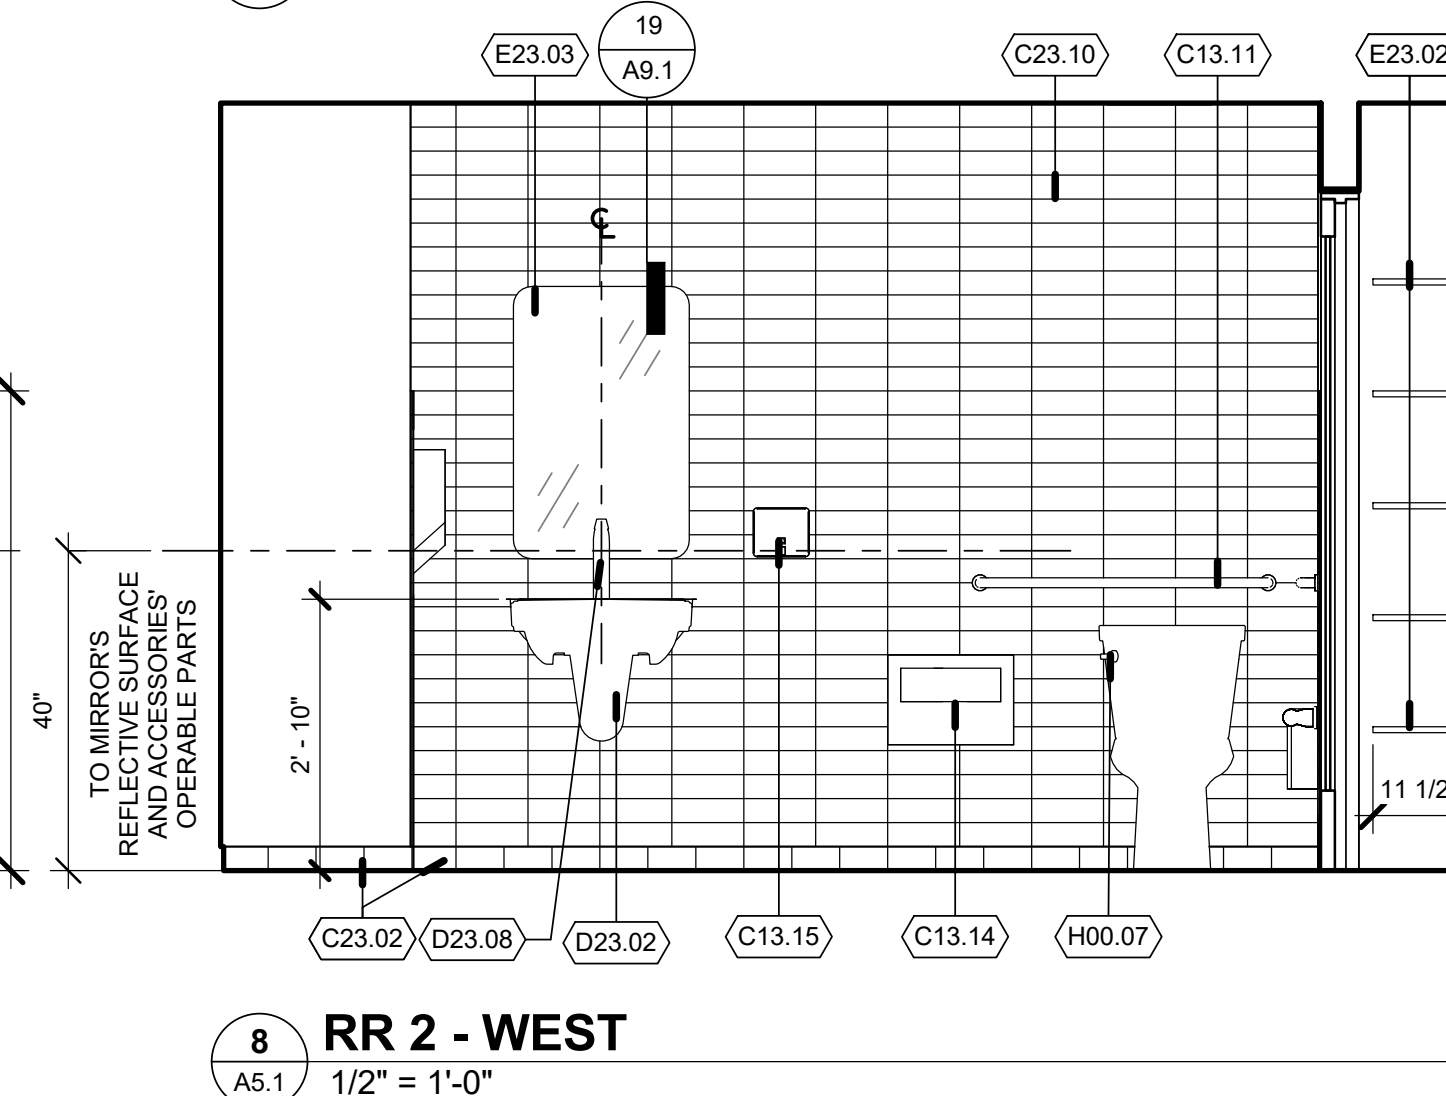 19
A9.1
E23.03
C23.10
C13.11
E23.02
CL
40"
TO MIRROR'S
REFLECTIVE SURFACE
AND ACCESSORIES'
OPERABLE PARTS
2' - 10"
11 1/2
C23.02
D23.08
D23.02
C13.15
C13.14
H00.07
8
A5.1
RR 2 - WEST
1/2" = 1'-0"